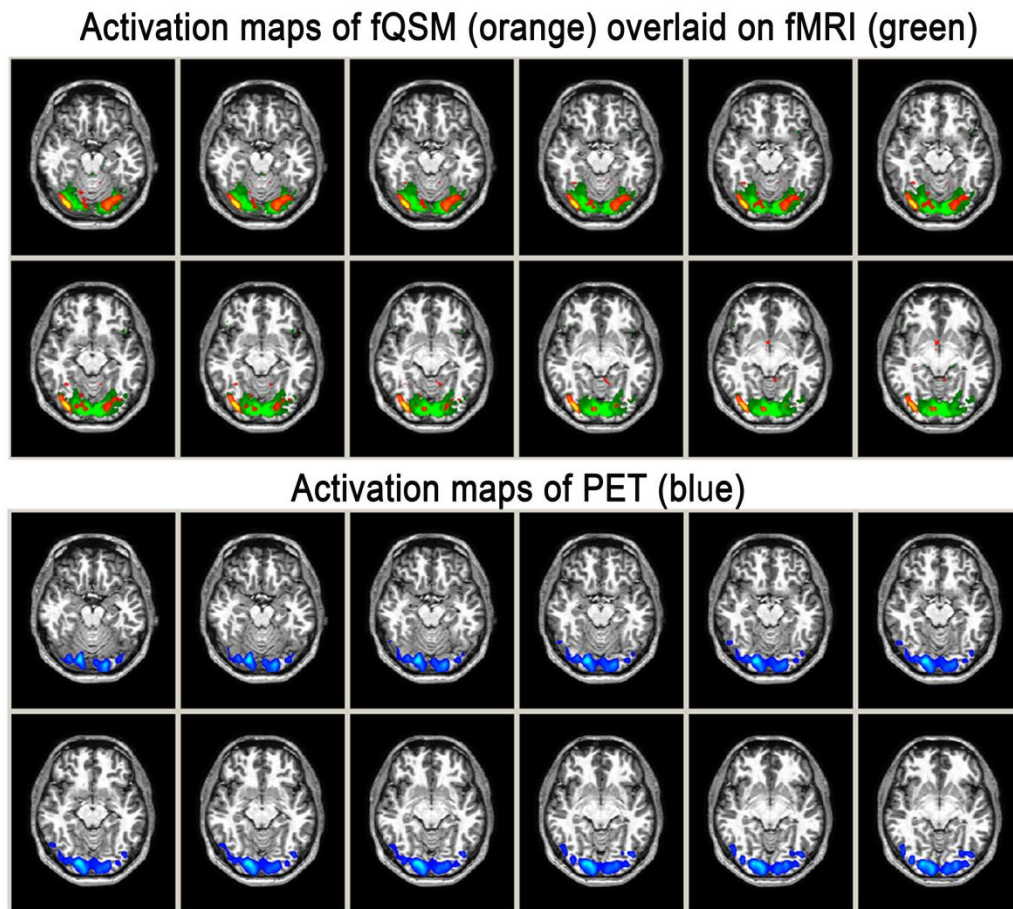 Activation maps of fQSM (orange) overlaid on fMRI (green)
Activation maps of PET (blue)